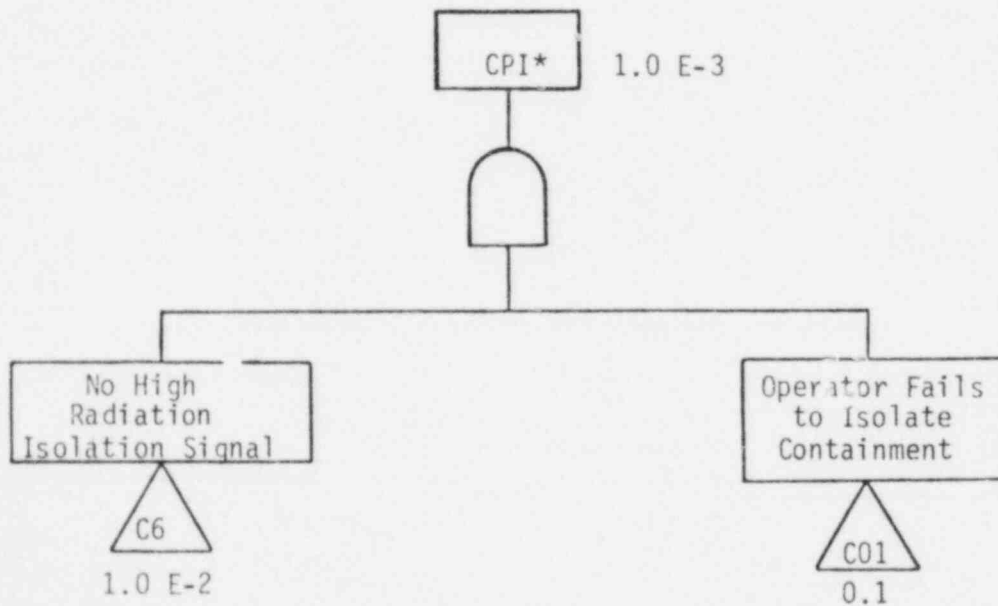 CPI*
1.0 E-3
No High
Radiation
Isolation Signal
Operator Fails
to Isolate
Containment
C6
CO1
1.0 E-2
0.1